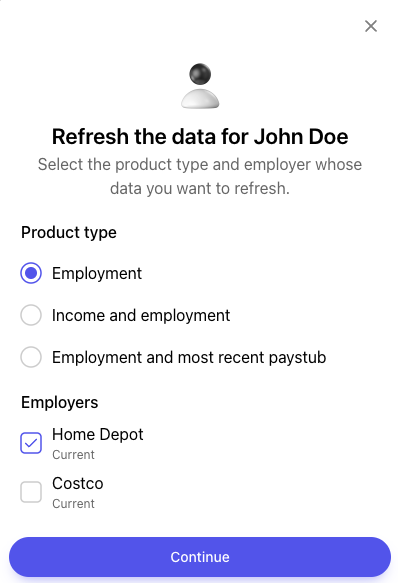 Refresh the data for John Doe
Select the product type and employer whose
data you want to refresh.
Product type
Employment
Income and employment
Employment and most recent paystub
Employers
Home Depot
Current
Costco
Current
Continue